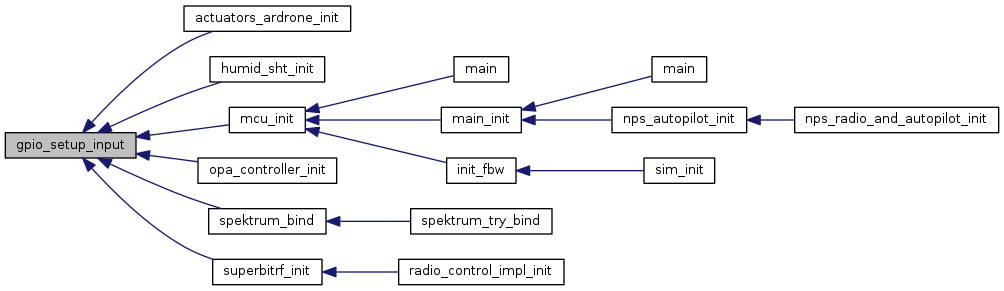 actuators_ardrone_init
humid_sht_init
main
main
mcu_init
main_init
nps_autopilot_init
nps_radio_and_autopilot_init
gpio_setup_input
opa_controller_init
init_fbw
sim_init
spektrum_bind
spektrum_try_bind
superbitrf_init
radio_control_impl_init